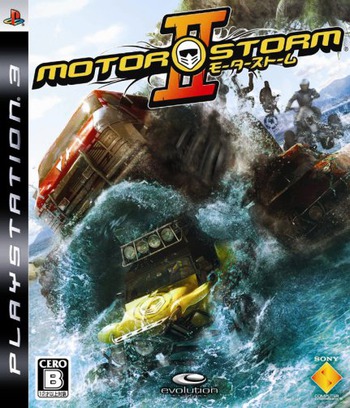 PLAYSTATION 3
MOTOR STORM
II
モーターストーム
CERO
B
evolution
SONY